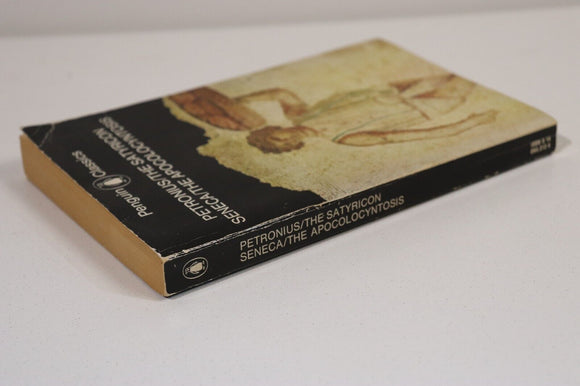 Penguin
Classics
PETRONIUS/THE SATYRICON
SENECA/THE APOCOLOCYNTOSIS
PETRONIUS/THE SATYRICON
SENECA/THE APOCOLOCYNTOSIS